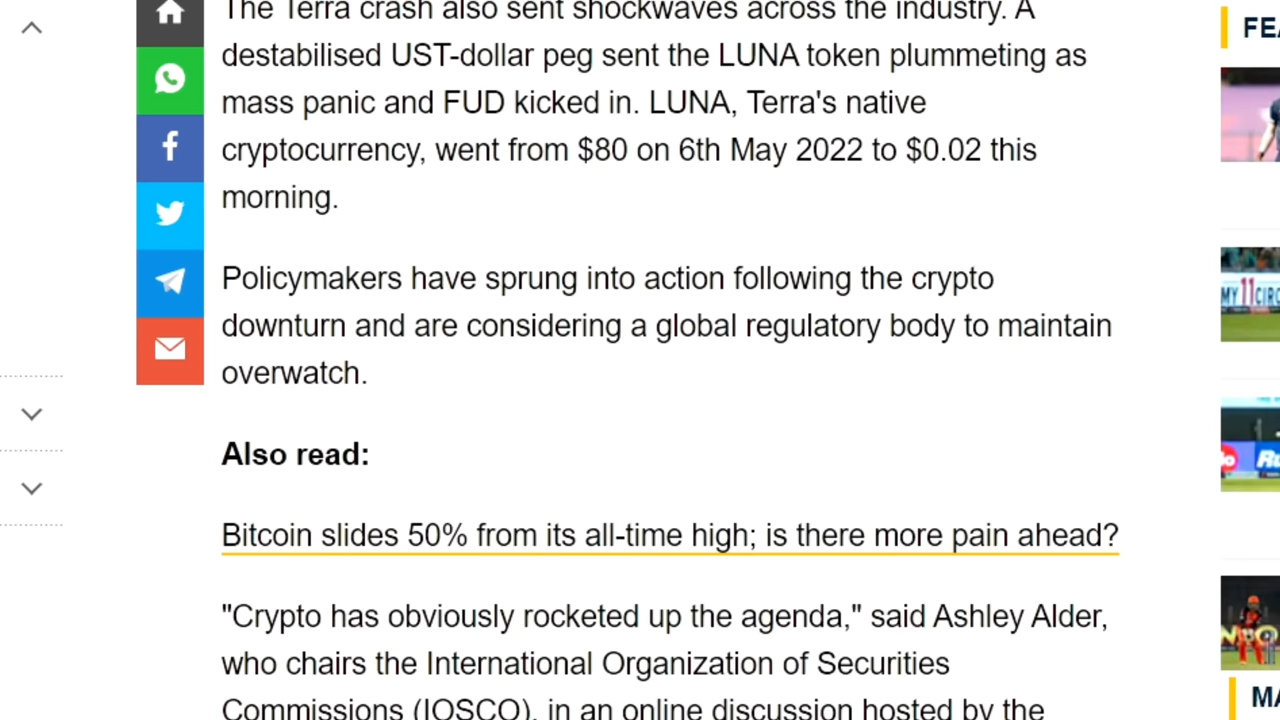 The Terra crash also sent shockwaves across the industry. A
destabilised UST-dollar peg sent the LUNA token plummeting as
mass panic and FUD kicked in. LUNA, Terra's native
cryptocurrency, went from $80 on 6th May 2022 to $0.02 this
morning.
Policymakers have sprung into action following the crypto
downturn and are considering a global regulatory body to maintain
overwatch.
Also read:
Bitcoin slides 50% from its all-time high; is there more pain ahead?
"Crypto has obviously rocketed up the agenda," said Ashley Alder,
who chairs the International Organization of Securities
Commissions (IOSCO), in an online discussion hosted by the
FEA
MY11CIRC
MA